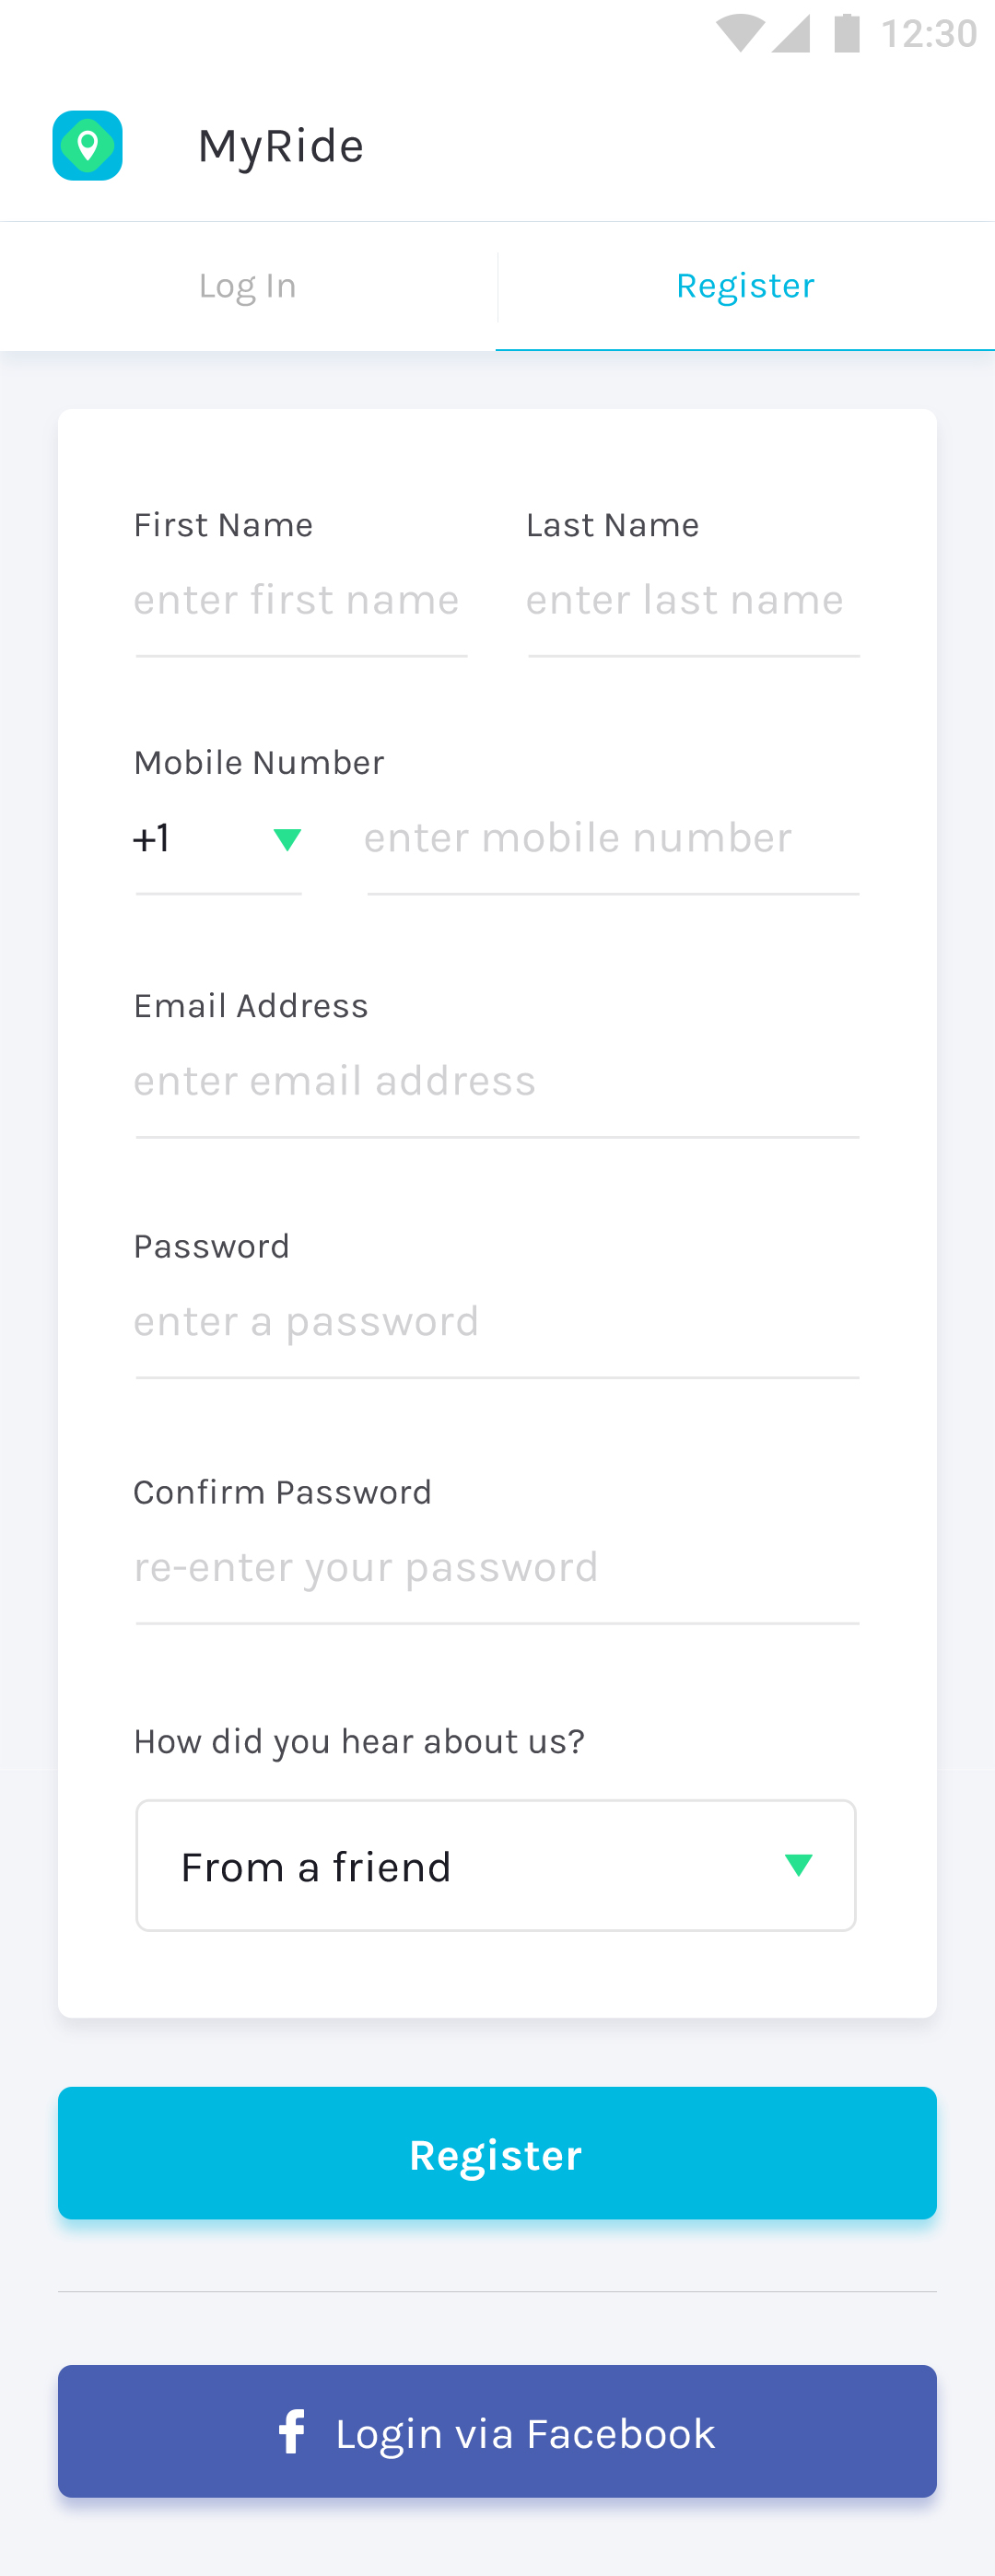 12:30
MyRide
Log In Register
First Name Last Name
enter first name enter last name
Mobile Number
+1 enter mobile number
Email Address
enter email address
Password
enter a password
Confirm Password
re-enter your password
How did you hear about us?
From a friend
Register
f Login via Facebook